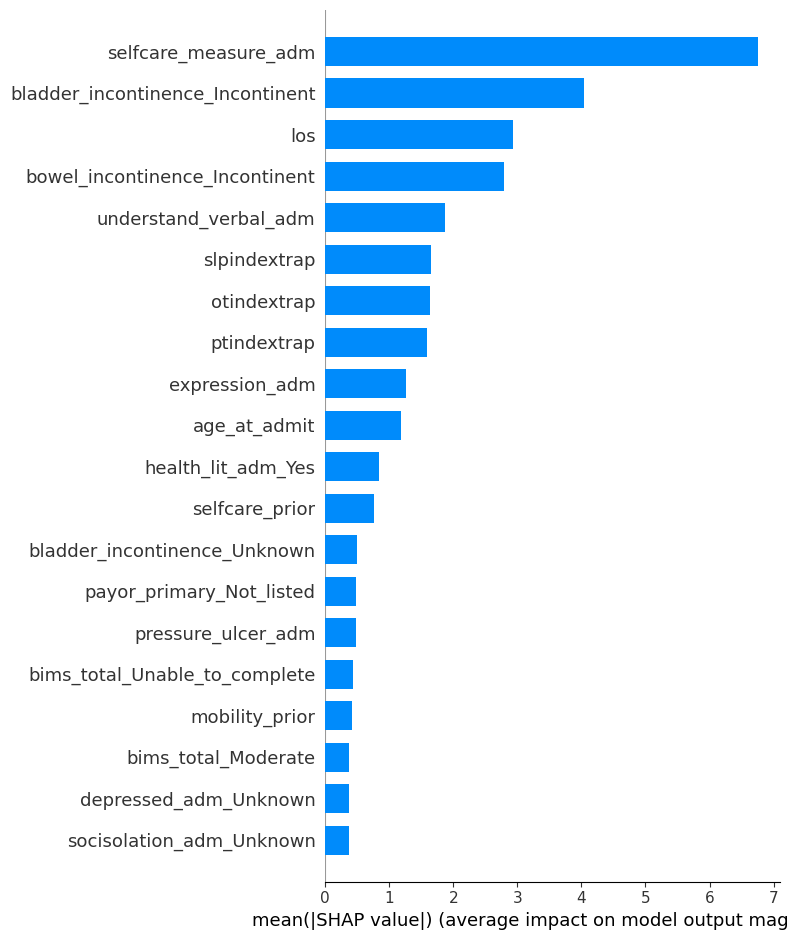 selfcare_measure_adm
bladder_incontinence_Incontinent
los
bowel_incontinence_Incontinent
understand_verbal_adm
slpindextrap
otindextrap
ptindextrap
expression_adm
age_at_admit
health_lit_adm_Yes
selfcare_prior
bladder_incontinence_Unknown
payor_primary_Not_listed
pressure_ulcer_adm
bims_total_Unable_to_complete
mobility_prior
bims_total_Moderate
depressed_adm_Unknown
socisolation_adm_Unknown
0 1 2 3 4 5 6 7
mean(|SHAP value|) (average impact on model output mag